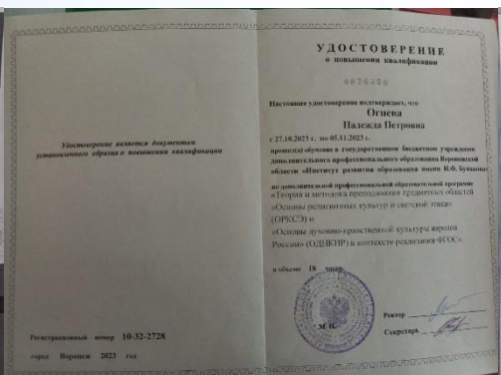 Удостоверение является документом
установленного образца о повышении квалификации
Регистрационный номер 10-32-2728
город Воронеж 2023 год
УДОСТОВЕРЕНИЕ
о повышении квалификации
Настоящее удостоверение подтверждает, что
Огнева
Надежда Петровна
с 27.10.2023 г. по 05.11.2023 г.
прошел(а) обучение в государственном бюджетном учреждении
дополнительного профессионального образования Воронежской
области «Институт развития образования имени Н.Ф. Бунакова»
по дополнительной профессиональной образовательной программе
«Теория и методика преподавания предметных областей
«Основы религиозных культур и светской этики»
(ОРКСЭ) и
«Основы духовно-нравственной культуры народов
России» (ОДНКНР) в контексте реализации ФГОС»
в объеме 18 часов
М.П.
Ректор
Секретарь